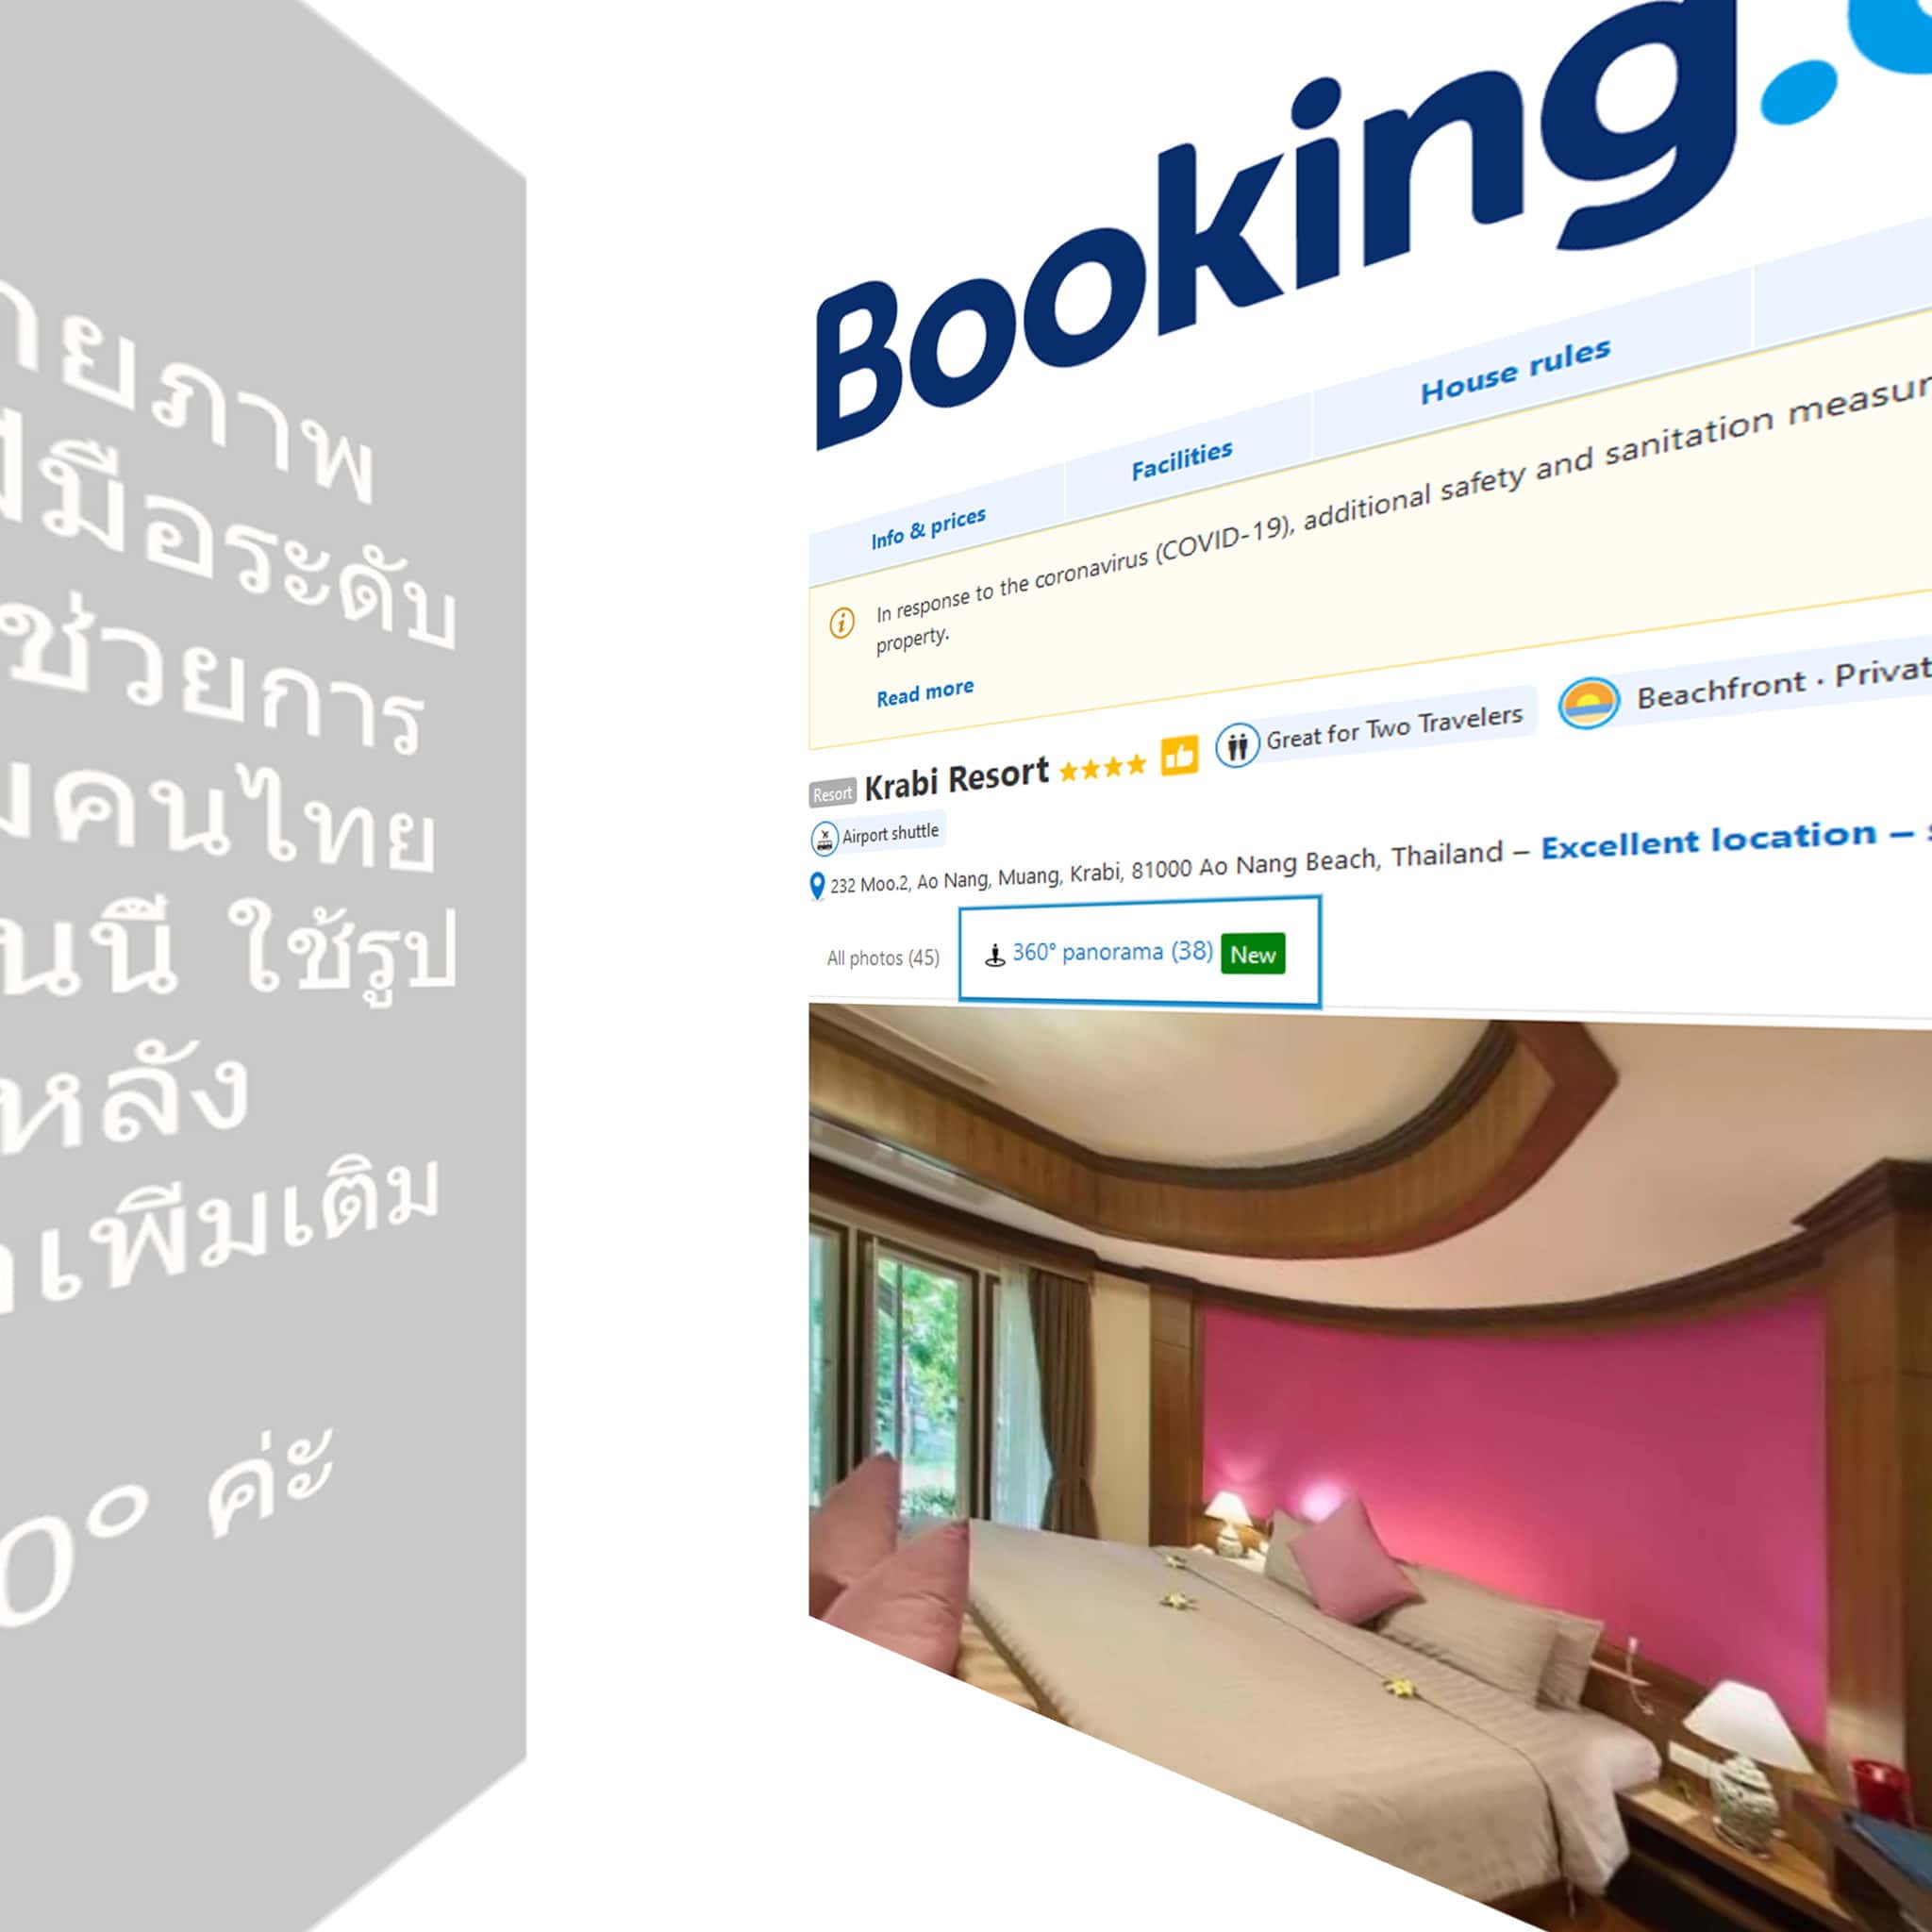 ายภาพ
มือระดับ
ช่วยการ
คนไทย
นนี้ ใช้รูป
หลัง
เพิ่มเติม
0° ค่ะ
Booking.
Info & prices
Facilities
House rules
In response to the coronavirus (COVID-19), additional safety and sanitation
property.
Read more
Resort Krabi Resort
Great for Two Travelers
Beachfront ·
Airport shuttle
232 Moo.2, Ao Nang, Muang, Krabi, 81000 Ao Nang Beach, Thailand – Excellent location –
All photos (45)
360° panorama (38) New